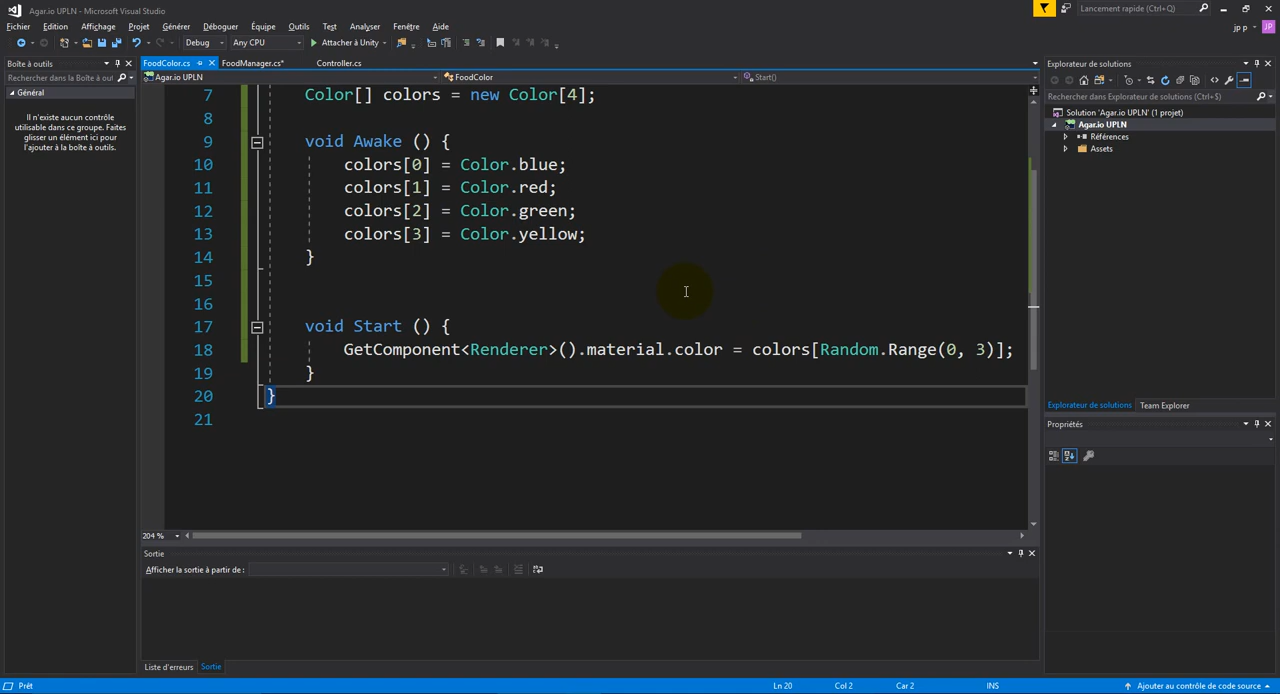 Agar.io UPLN - Microsoft Visual Studio
Lancement rapide (Ctrl+Q)
Fichier Edition Affichage Projet Générer Déboguer Équipe Outils Test Analyser Fenêtre Aide
jp p
JP
Debug Any CPU Attacher à Unity
Boîte à outils
FoodColor.cs FoodManager.cs* Controller.cs
Explorateur de solutions
Rechercher dans Boîte à out
Agar.io UPLN FoodColor Start()
Général
Rechercher dans Explorateur de solutions (Ctrl+$)
Solution 'Agar.io UPLN' (1 projet)
Agar.io UPLN
Références
Assets
Il n'existe aucun contrôle
utilisable dans ce groupe. Faites
glisser un élément ici pour
l'ajouter à la boîte à outils.
7 Color[] colors = new Color[4];
8
9 void Awake () {
10 colors[0] = Color.blue;
11 colors[1] = Color.red;
12 colors[2] = Color.green;
13 colors[3] = Color.yellow;
14 }
15
16
17 void Start () {
18 GetComponent<Renderer>().material.color = colors[Random.Range(0, 3)];
19 }
20 }
21
Explorateur de solutions Team Explorer
Propriétés
204 %
Sortie
Afficher la sortie à partir de :
Liste d'erreurs Sortie
Prêt Ln 20 Col 2 Car 2 INS Ajouter au contrôle de code source